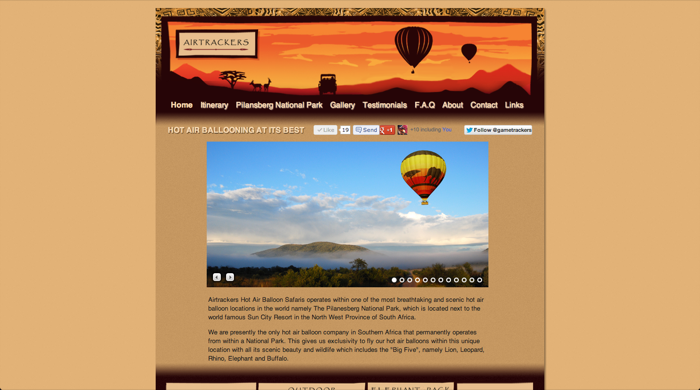 AIRTRACKERS
Home Itinerary Pilansberg National Park Gallery Testimonials F.A.Q About Contact Links
HOT AIR BALLOONING AT ITS BEST Like 19 Send +1 including You. Follow @gametrackers
Airtrackers Hot Air Balloon Safaris operates within one of the most breathtaking and scenic hot air
balloon locations in the world namely The Pilanesberg National Park, which is located next to the
world famous Sun City Resort in the North West Province of South Africa.
We are presently the only hot air balloon company in Southern Africa that permanently operates
from within a National Park. This gives us exclusivity to fly our hot air balloons within this unique
location with all its scenic beauty and wildlife which includes the "Big Five", namely Lion, Leopard,
Rhino, Elephant and Buffalo.
OUTDOOR ELEPHANT BACK